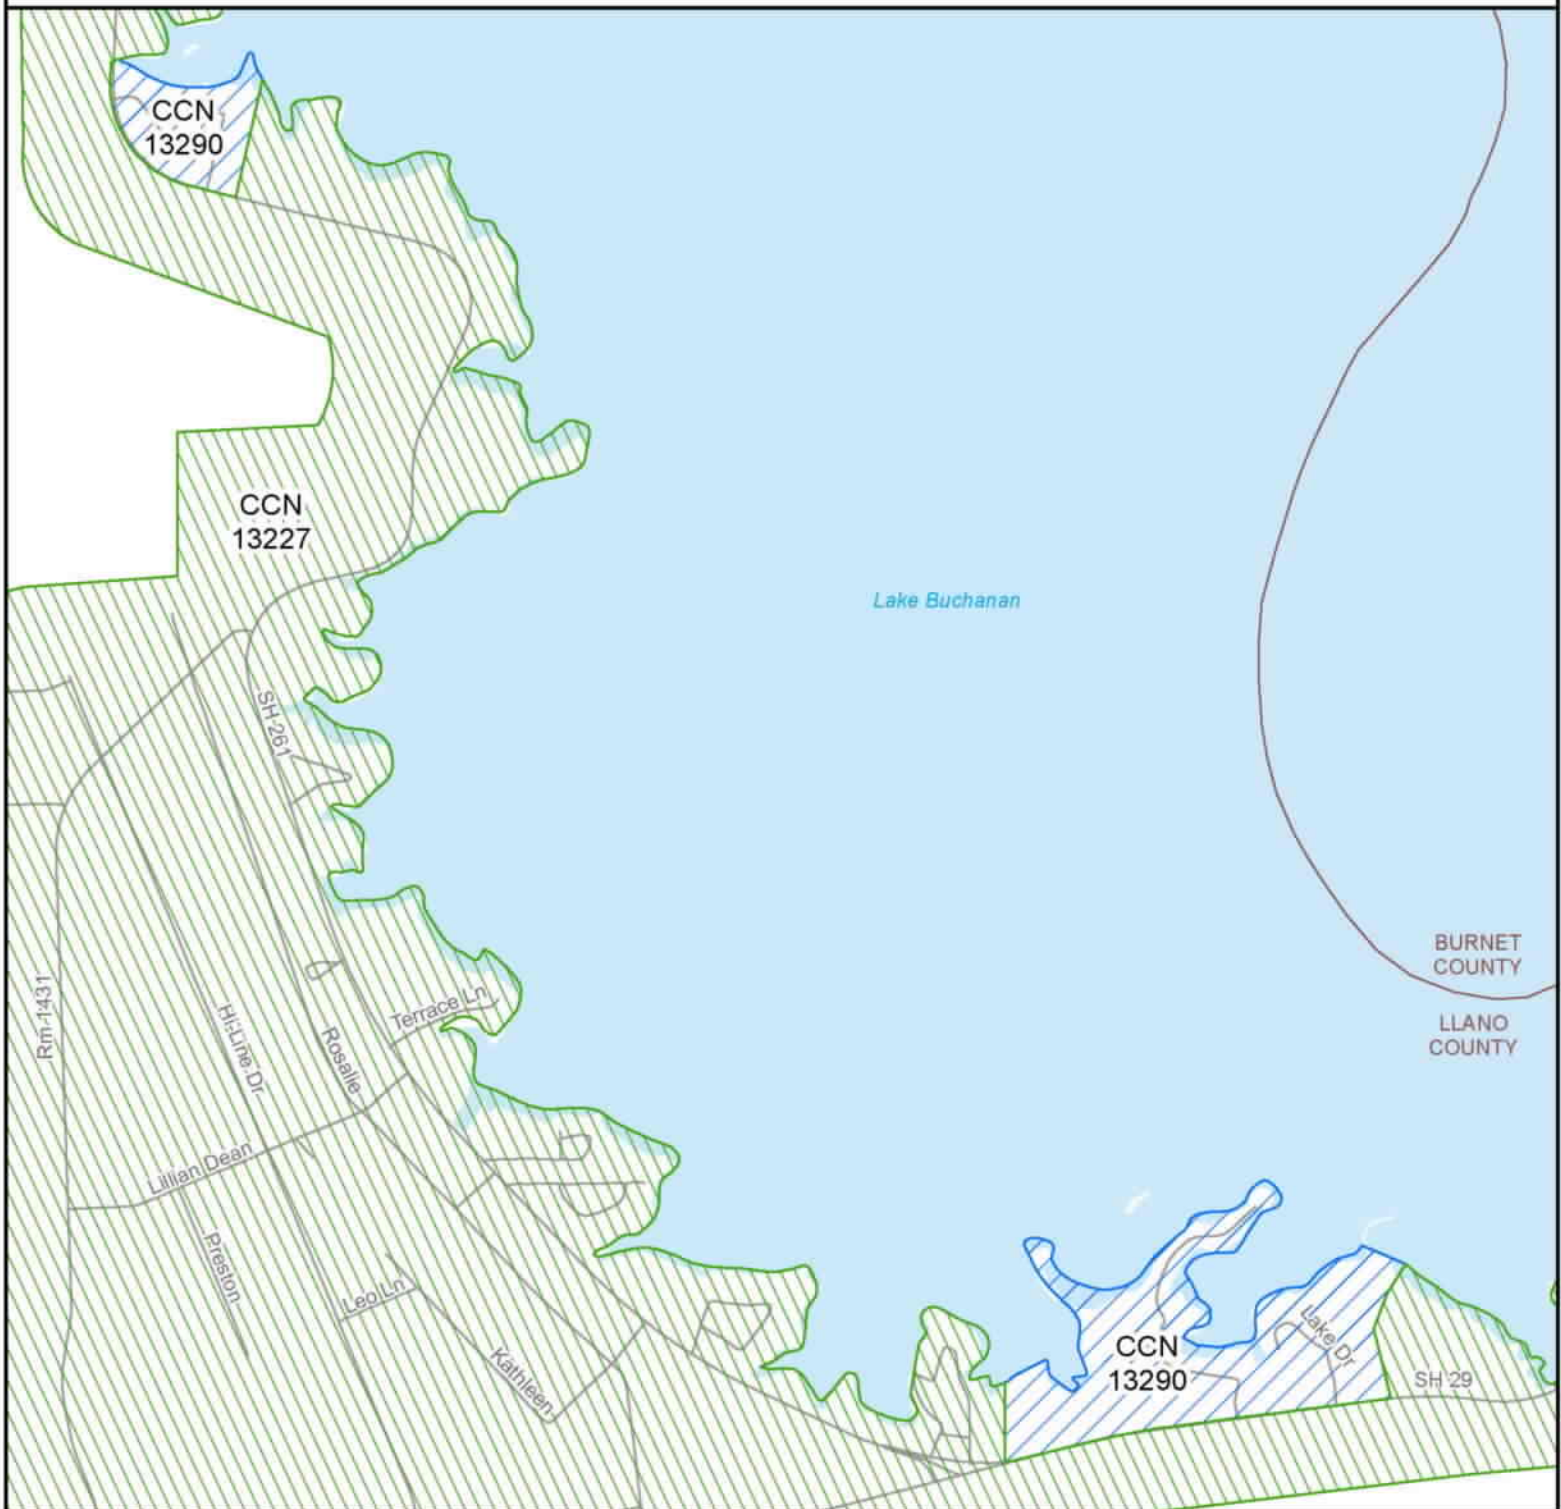 CCN
13290
CCN
13227
Lake Buchanan
SH 261
BURNET
COUNTY
Rm 1431
Hi Line Dr
Rosalie
Terrace Ln
LLANO
COUNTY
Lillian Dean
Preston
Leo Ln
Kathleen
CCN
13290
Lake Dr
SH 29